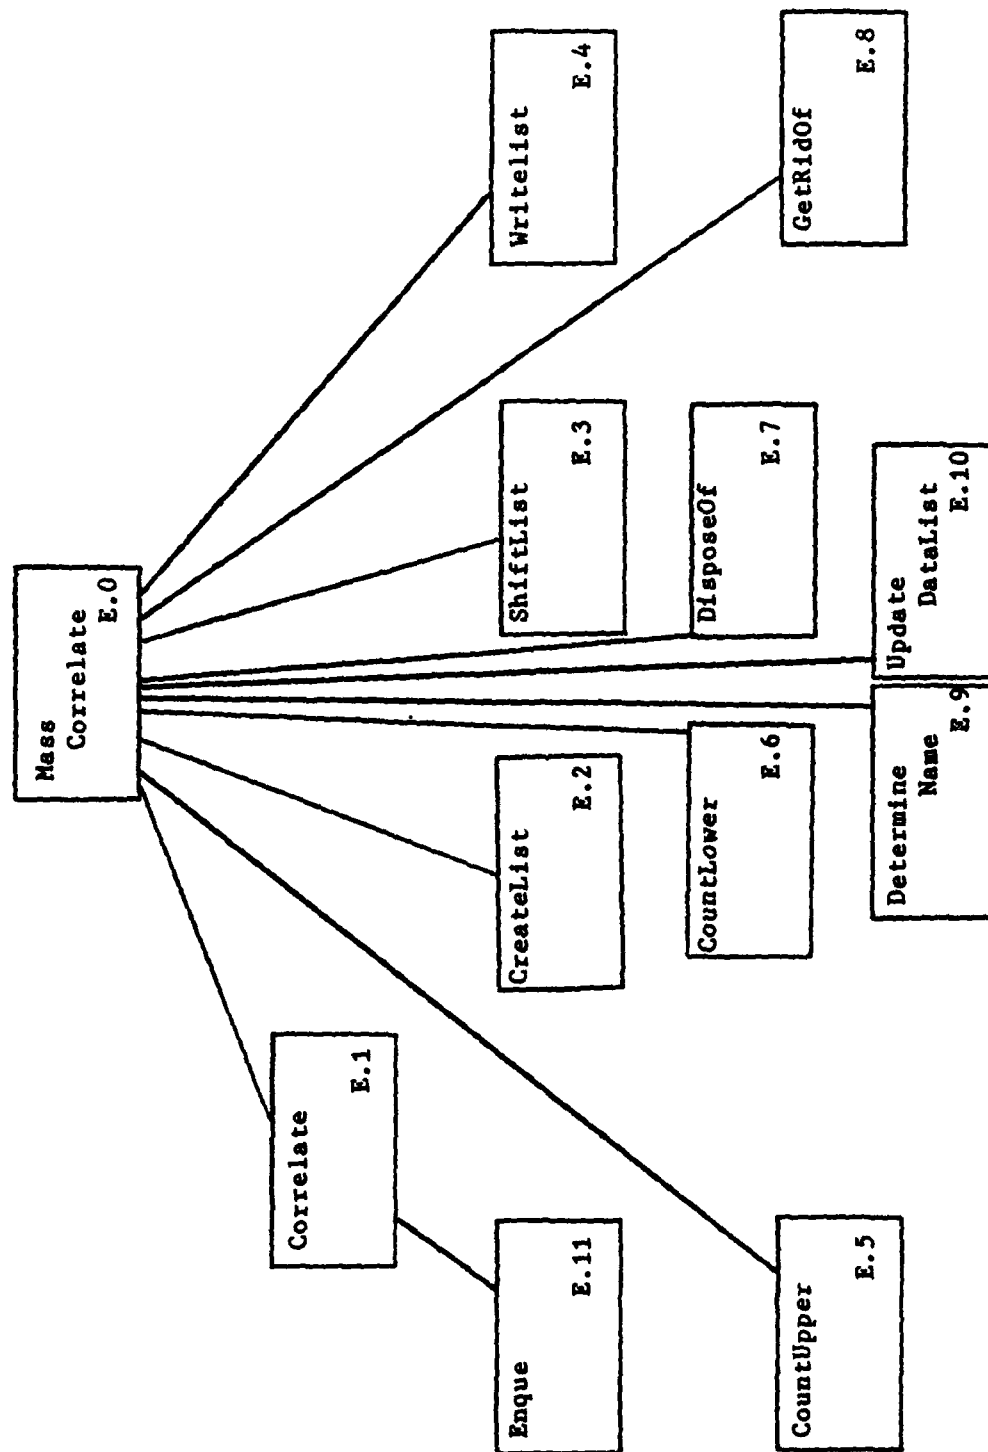 Mass
Correlate
E.0
Correlate
E.1
Enque
E.11
CreateList
E.2
ShiftList
E.3
Writelist
E.4
CountUpper
E.5
CountLower
E.6
DisposeOf
E.7
GetRidOf
E.8
Determine
Name
E.9
Update
DataList
E.10